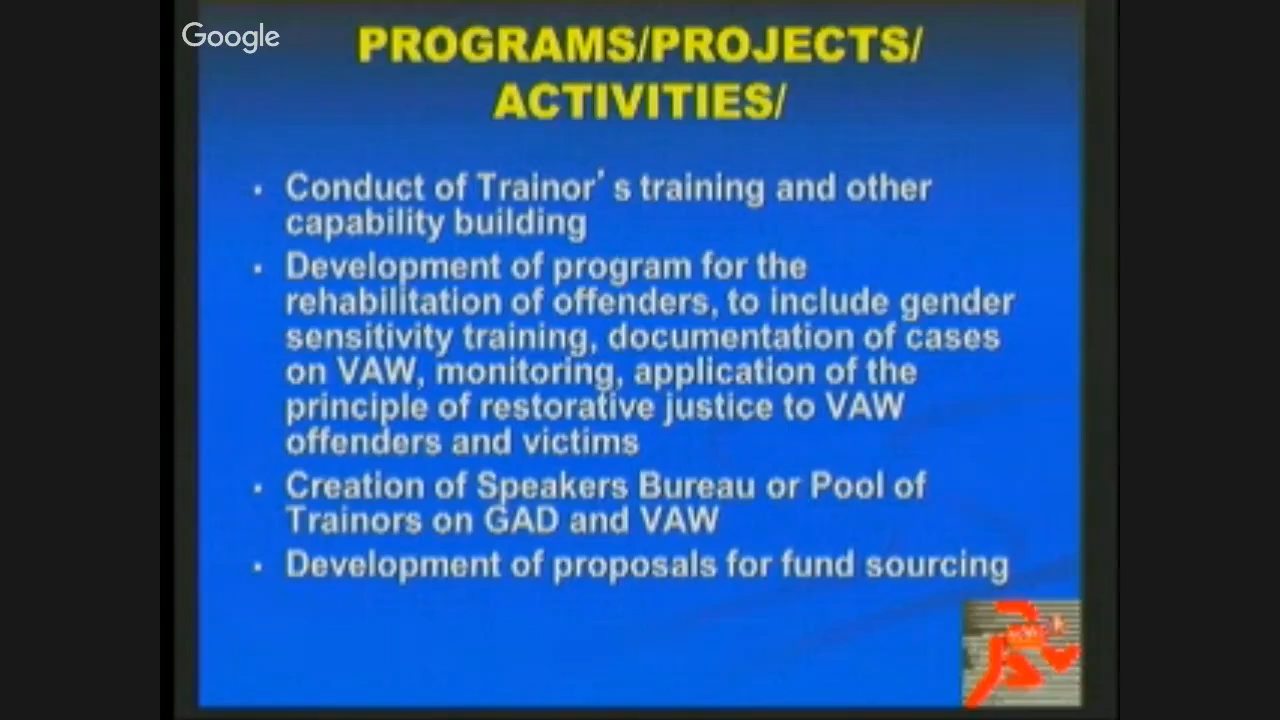 Google
PROGRAMS/PROJECTS/
ACTIVITIES/
· Conduct of Trainor's training and other
capability building
· Development of program for the
rehabilitation of offenders, to include gender
sensitivity training, documentation of cases
on VAW, monitoring, application of the
principle of restorative justice to VAW
offenders and victims
· Creation of Speakers Bureau or Pool of
Trainors on GAD and VAW
· Development of proposals for fund sourcing